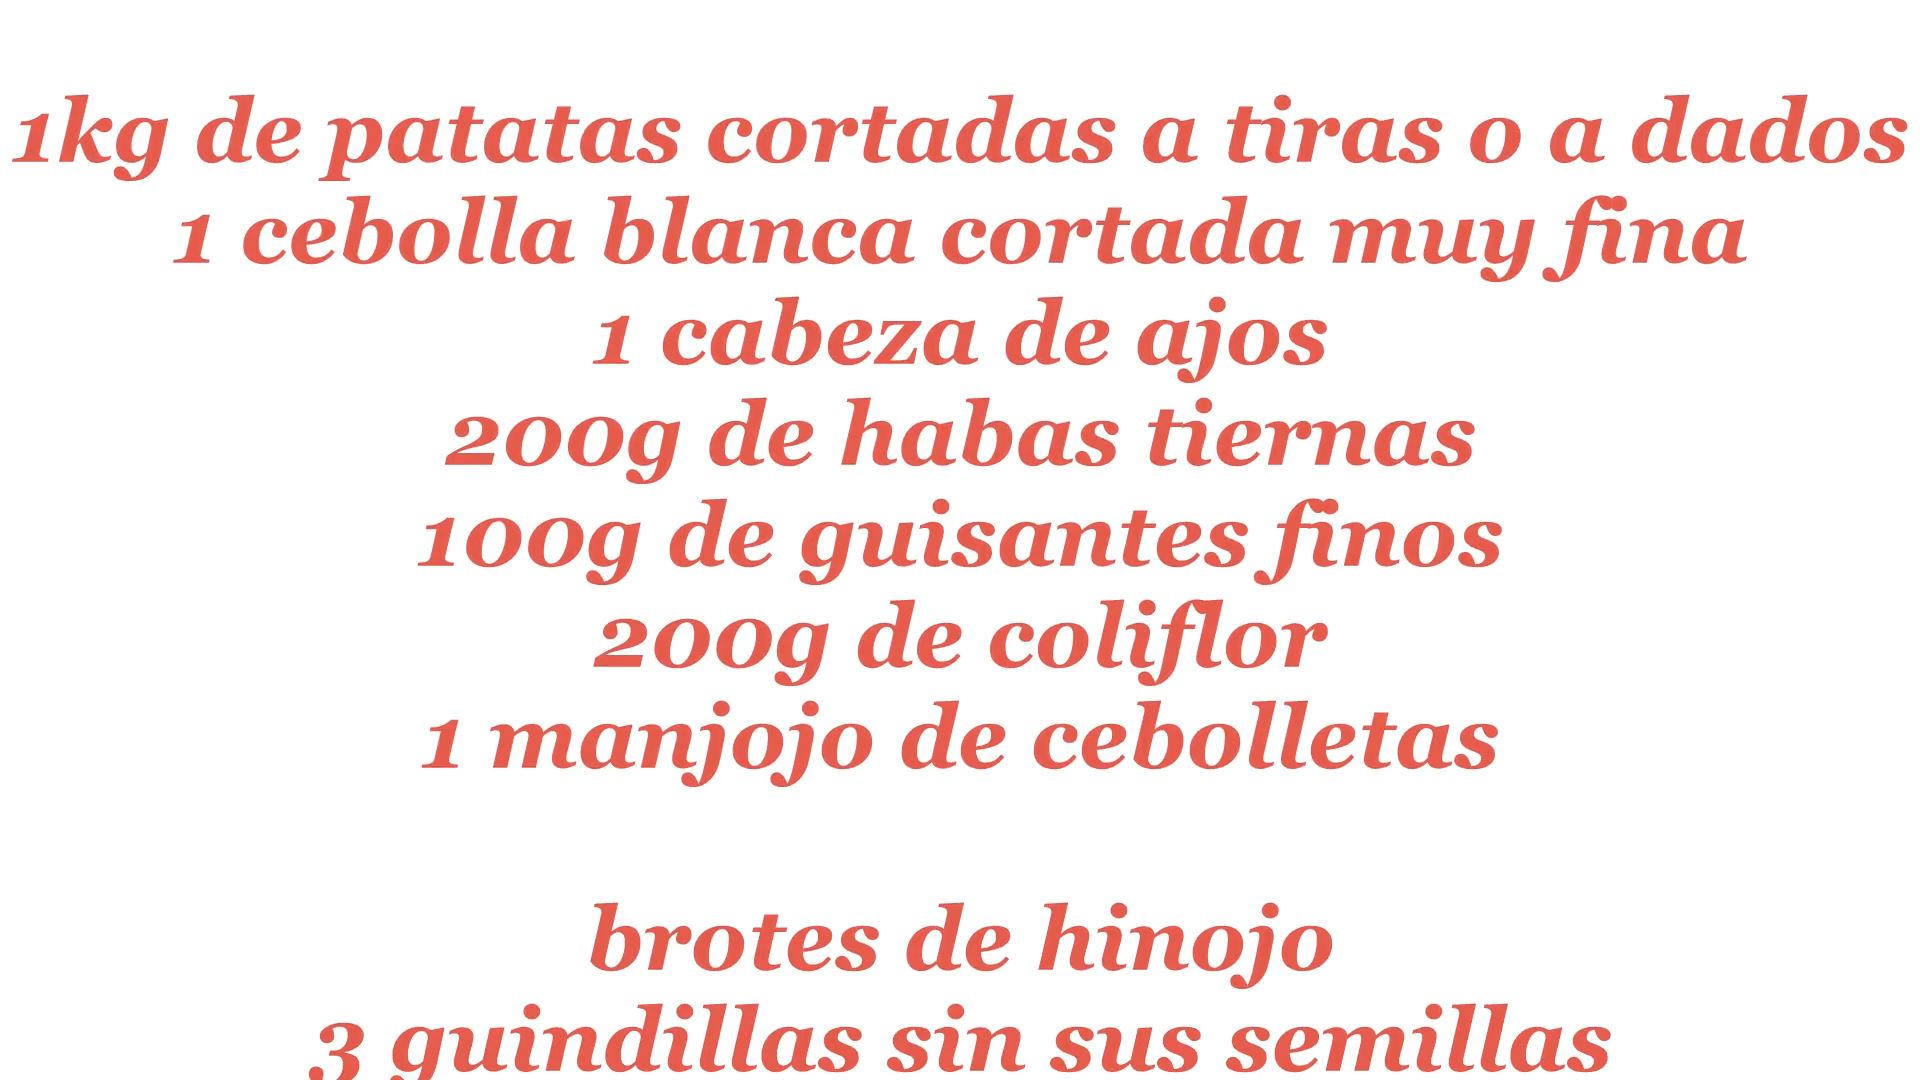 1kg de patatas cortadas a tiras o a dados
1 cebolla blanca cortada muy fina
1 cabeza de ajos
200g de habas tiernas
100g de guisantes finos
200g de coliflor
1 manjojo de cebolletas
brotes de hinojo
3 guindillas sin sus semillas